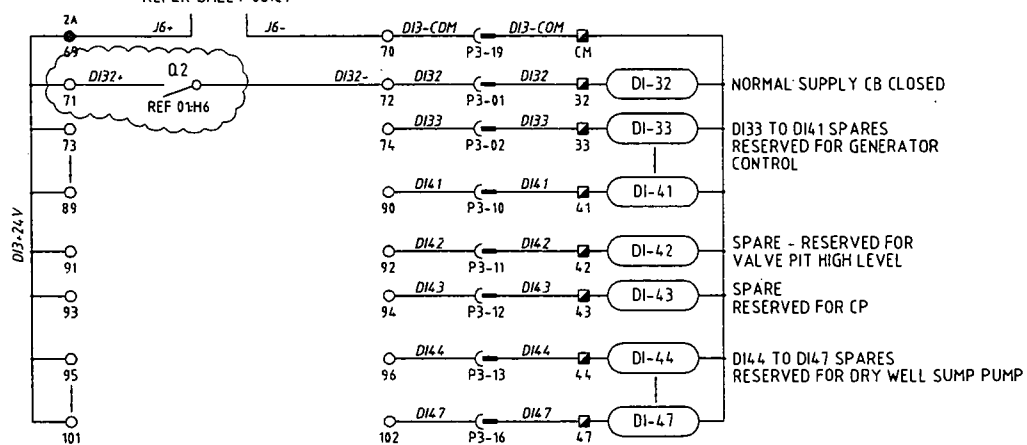 2A
J6+
J6-
DI3-COM
DI3-COM
69
70
P3-19
CM
DI32+
Q2
DI32-
DI32
DI32
DI-32
NORMAL SUPPLY CB CLOSED
71
REF 01:H6
72
P3-01
32
DI33
DI33
DI-33
DI33 TO DI41 SPARES
RESERVED FOR GENERATOR
CONTROL
73
74
P3-02
33
DI41
DI41
DI-41
89
90
P3-10
41
DI3+24V
DI42
DI42
DI-42
SPARE - RESERVED FOR
VALVE PIT HIGH LEVEL
91
92
P3-11
42
DI43
DI43
DI-43
SPARE
RESERVED FOR CP
93
94
P3-12
43
DI44
DI44
DI-44
DI44 TO DI47 SPARES
RESERVED FOR DRY WELL SUMP PUMP
95
96
P3-13
44
DI47
DI47
DI-47
101
102
P3-16
47